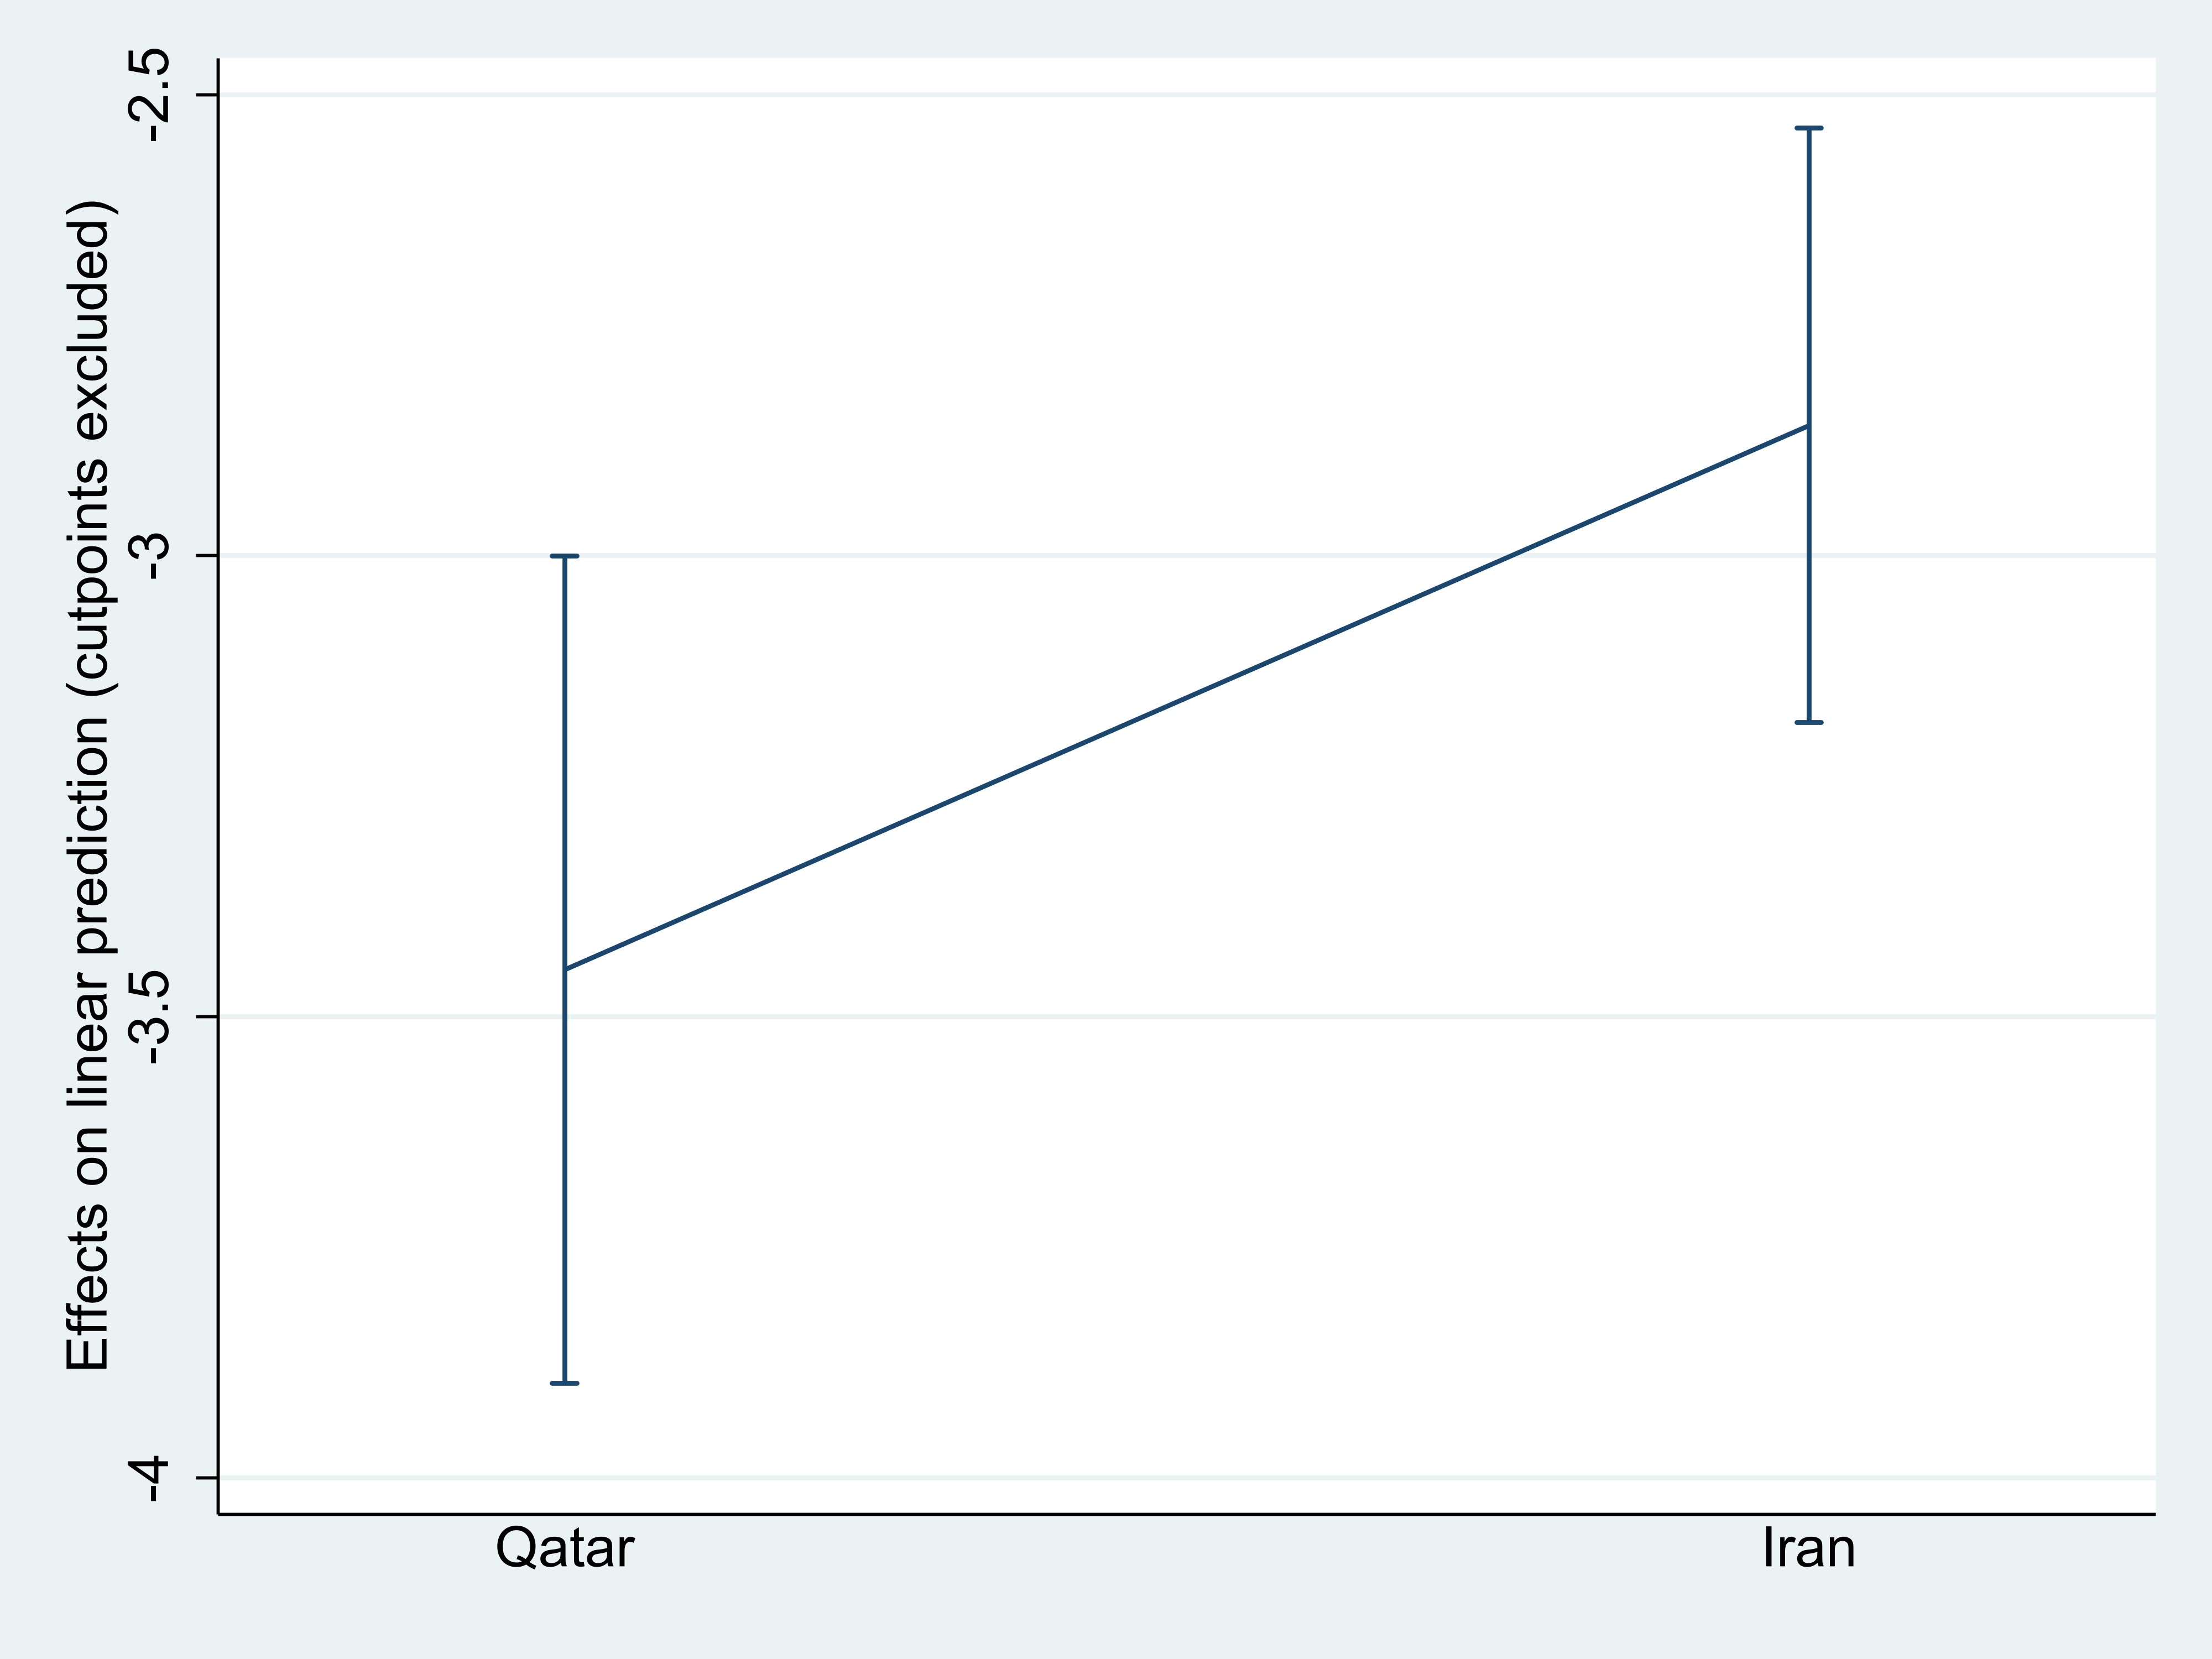 Effects on linear prediction (cutpoints excluded)
-2.5
-3
-3.5
-4
Qatar
Iran